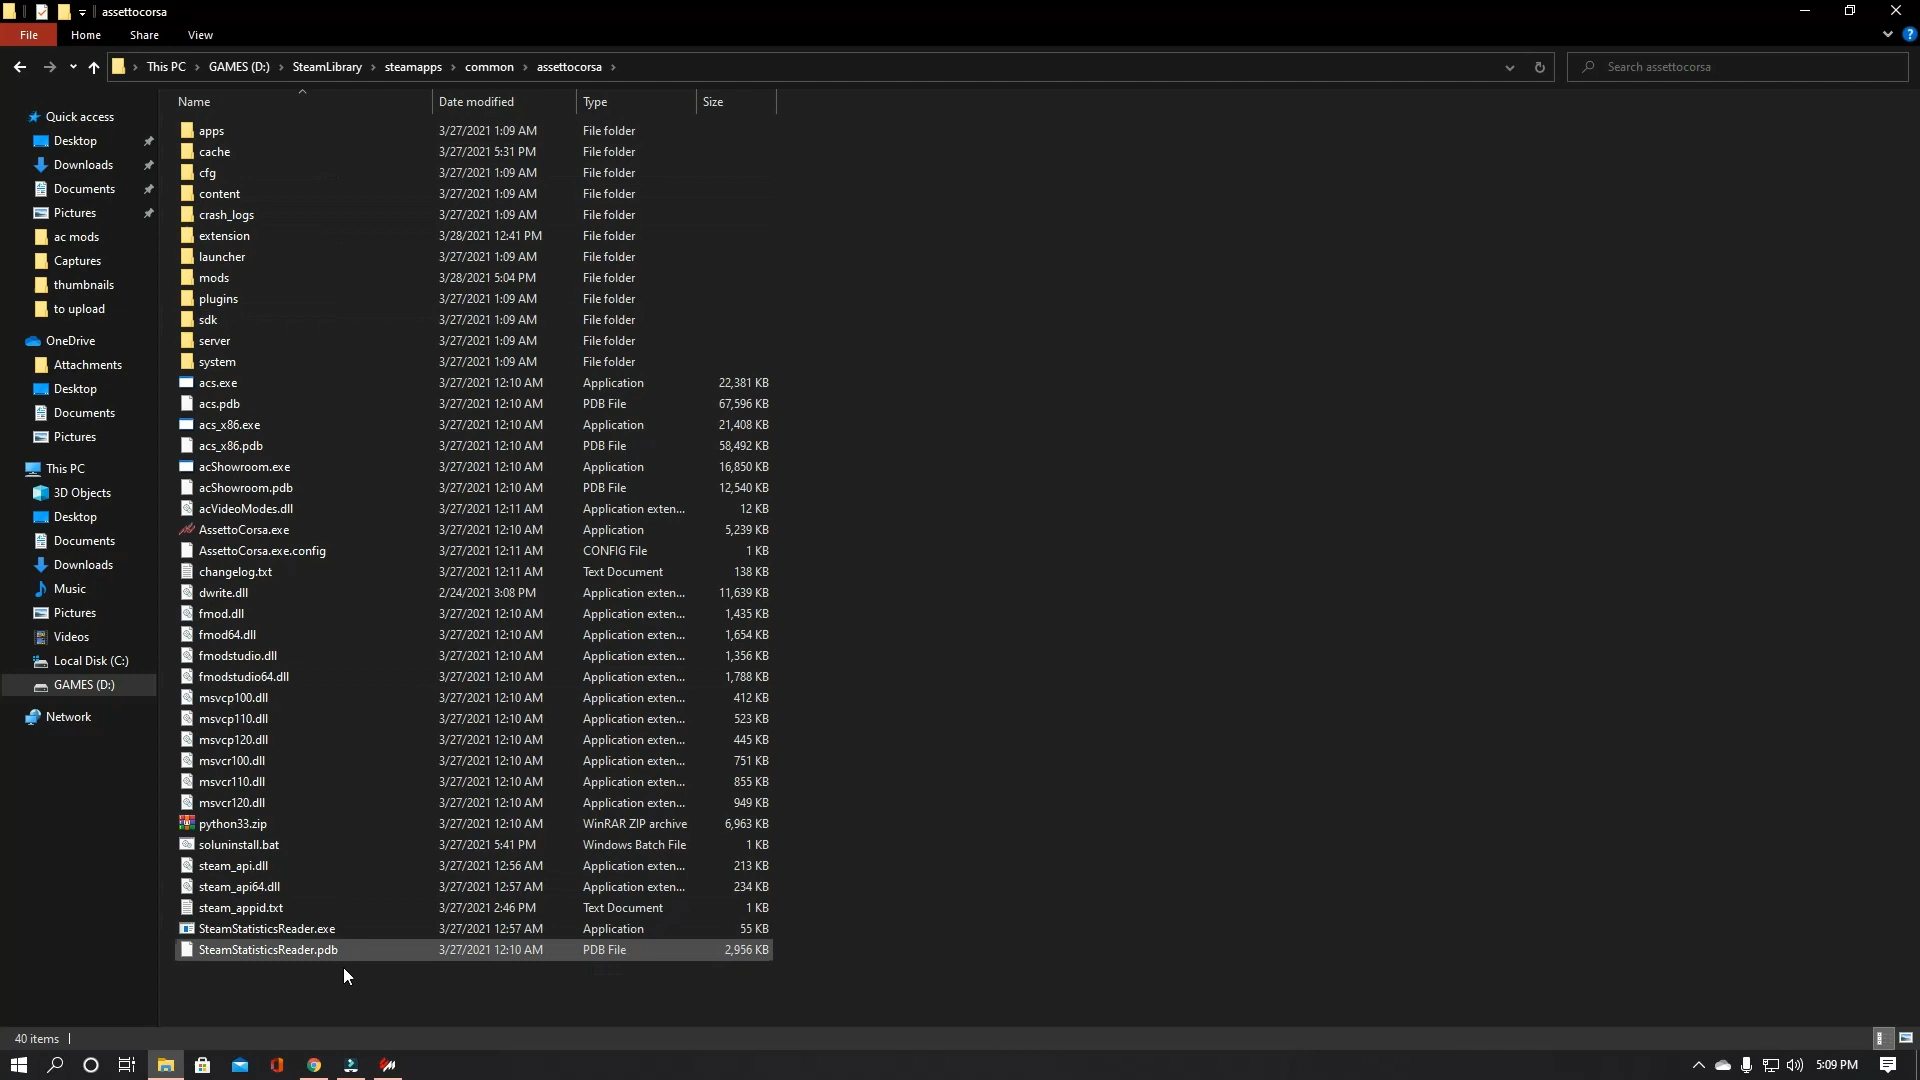 assettocorsa
File Home Share View
This PC GAMES (D:) SteamLibrary steamapps common assettocorsa
Search assettocorsa
Name Date modified Type Size
Quick access
Desktop
Downloads
Documents
Pictures
ac mods
Captures
thumbnails
to upload
OneDrive
Attachments
Desktop
Documents
Pictures
This PC
3D Objects
Desktop
Documents
Downloads
Music
Pictures
Videos
Local Disk (C:)
GAMES (D:)
Network
apps 3/27/2021 1:09 AM File folder
cache 3/27/2021 5:31 PM File folder
cfg 3/27/2021 1:09 AM File folder
content 3/27/2021 1:09 AM File folder
crash_logs 3/27/2021 1:09 AM File folder
extension 3/28/2021 12:41 PM File folder
launcher 3/27/2021 1:09 AM File folder
mods 3/28/2021 5:04 PM File folder
plugins 3/27/2021 1:09 AM File folder
sdk 3/27/2021 1:09 AM File folder
server 3/27/2021 1:09 AM File folder
system 3/27/2021 1:09 AM File folder
acs.exe 3/27/2021 12:10 AM Application 22,381 KB
acs.pdb 3/27/2021 12:10 AM PDB File 67,596 KB
acs_x86.exe 3/27/2021 12:10 AM Application 21,408 KB
acs_x86.pdb 3/27/2021 12:10 AM PDB File 58,492 KB
acShowroom.exe 3/27/2021 12:10 AM Application 16,850 KB
acShowroom.pdb 3/27/2021 12:10 AM PDB File 12,540 KB
acVideoModes.dll 3/27/2021 12:11 AM Application exten... 12 KB
AssettoCorsa.exe 3/27/2021 12:10 AM Application 5,239 KB
AssettoCorsa.exe.config 3/27/2021 12:11 AM CONFIG File 1 KB
changelog.txt 3/27/2021 12:11 AM Text Document 138 KB
dwrite.dll 2/24/2021 3:08 PM Application exten... 11,639 KB
fmod.dll 3/27/2021 12:10 AM Application exten... 1,435 KB
fmod64.dll 3/27/2021 12:10 AM Application exten... 1,654 KB
fmodstudio.dll 3/27/2021 12:10 AM Application exten... 1,356 KB
fmodstudio64.dll 3/27/2021 12:10 AM Application exten... 1,788 KB
msvcp100.dll 3/27/2021 12:10 AM Application exten... 412 KB
msvcp110.dll 3/27/2021 12:10 AM Application exten... 523 KB
msvcp120.dll 3/27/2021 12:10 AM Application exten... 445 KB
msvcr100.dll 3/27/2021 12:10 AM Application exten... 751 KB
msvcr110.dll 3/27/2021 12:10 AM Application exten... 855 KB
msvcr120.dll 3/27/2021 12:10 AM Application exten... 949 KB
python33.zip 3/27/2021 12:10 AM WinRAR ZIP archive 6,963 KB
soluninstall.bat 3/27/2021 5:41 PM Windows Batch File 1 KB
steam_api.dll 3/27/2021 12:56 AM Application exten... 213 KB
steam_api64.dll 3/27/2021 12:57 AM Application exten... 234 KB
steam_appid.txt 3/27/2021 2:46 PM Text Document 1 KB
SteamStatisticsReader.exe 3/27/2021 12:57 AM Application 55 KB
SteamStatisticsReader.pdb 3/27/2021 12:10 AM PDB File 2,956 KB
40 items
5:09 PM